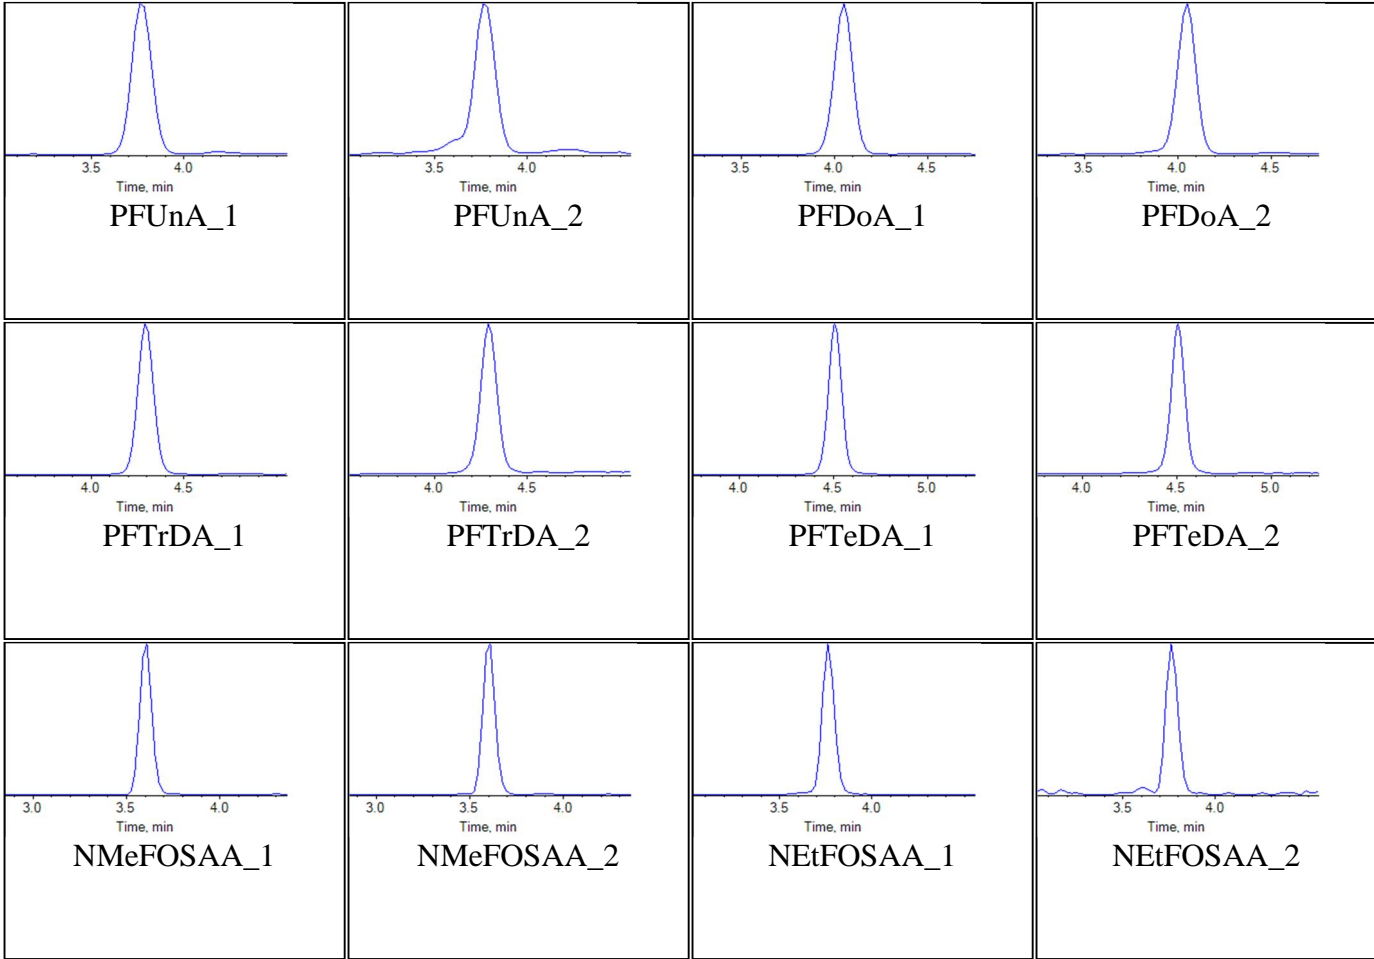 3.5 4.0
Time, min
PFUnA_1
3.5 4.0
Time, min
PFUnA_2
3.5 4.0 4.5
Time, min
PFDoA_1
3.5 4.0 4.5
Time, min
PFDoA_2
4.0 4.5
Time, min
PFTrDA_1
4.0 4.5
Time, min
PFTrDA_2
4.0 4.5 5.0
Time, min
PFTeDA_1
4.0 4.5 5.0
Time, min
PFTeDA_2
3.0 3.5 4.0
Time, min
NMeFOSAA_1
3.0 3.5 4.0
Time, min
NMeFOSAA_2
3.5 4.0
Time, min
NEtFOSAA_1
3.5 4.0
Time, min
NEtFOSAA_2